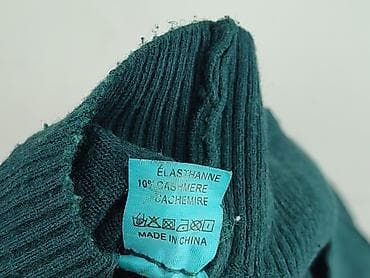 ÉLASTHANNE
10% CASHMERE
CACHEMIRE
MADE IN CHINA